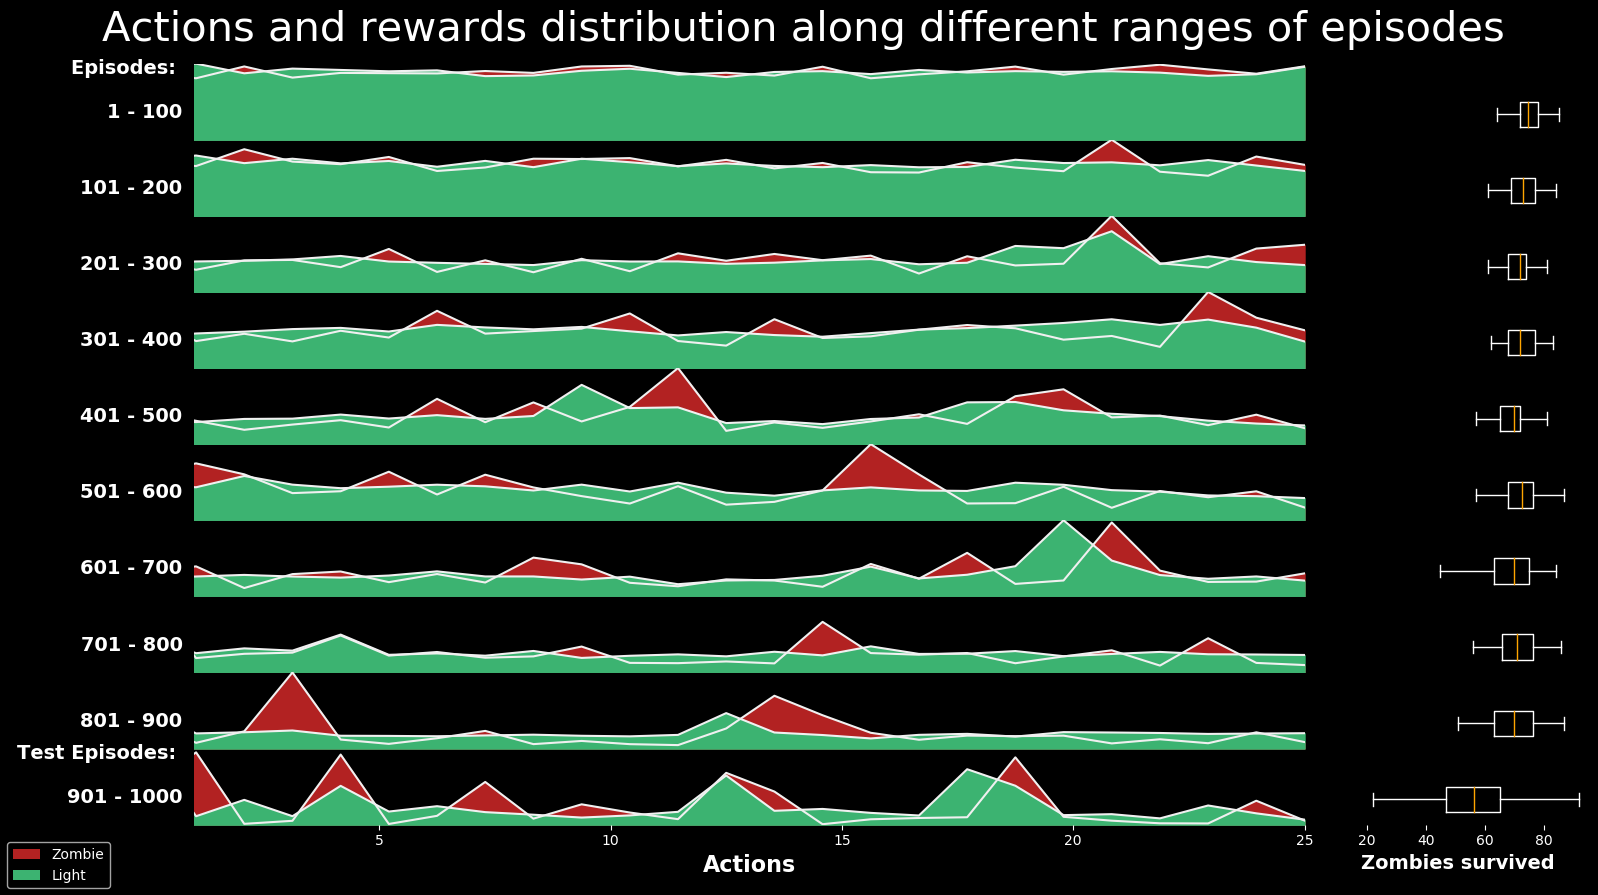 Actions and rewards distribution along different ranges of episodes
Episodes:
1 - 100
101 - 200
201 - 300
301 - 400
401 - 500
501 - 600
601 - 700
701 - 800
801 - 900
Test Episodes:
901 - 1000
5 10 15 20 25
20 40 60 80
Actions
Zombies survived
Zombie
Light